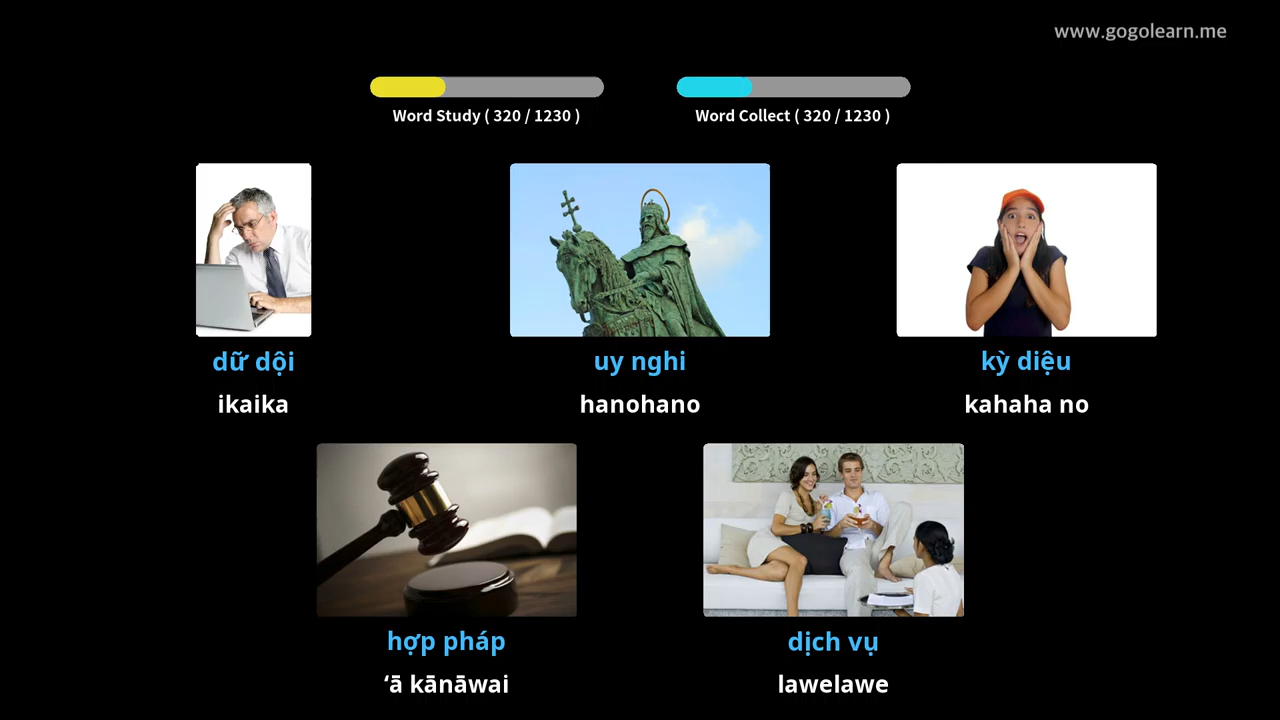 www.gogolearn.me
Word Study ( 320 / 1230 )
Word Collect ( 320 / 1230 )
dữ dội
ikaika
uy nghi
hanohano
kỳ diệu
kahaha no
hợp pháp
ʻā kānāwai
dịch vụ
lawelawe